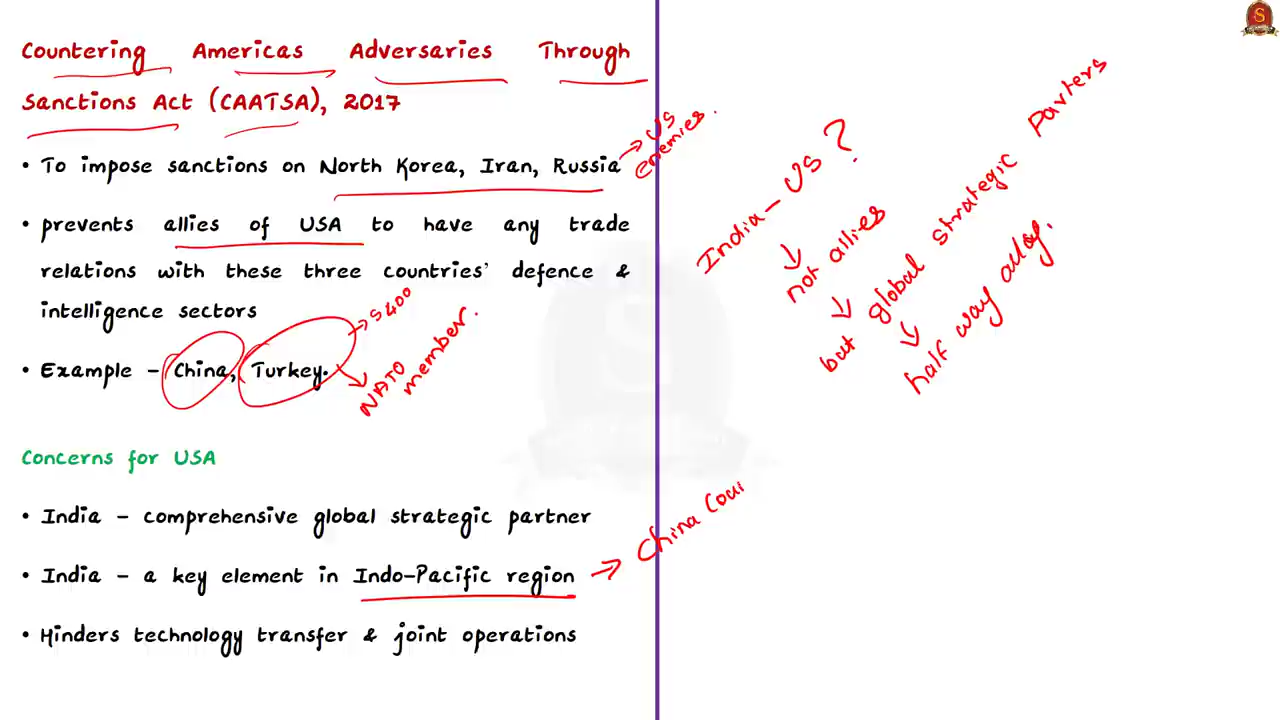 Countering Americas Adversaries Through
Sanctions Act (CAATSA), 2017
• To impose sanctions on North Korea, Iran, Russia
→ US
enemies.
• prevents allies of USA to have any trade
relations with these three countries' defence &
intelligence sectors
• Example - China, Turkey.
→ S400
NATO
member.
Concerns for USA
• India - comprehensive global strategic partner
• India - a key element in Indo-Pacific region
→ China Cou
• Hinders technology transfer & joint operations
India - US ?
↓
not allies
↓
but global strategic Parters
↓
half way
S